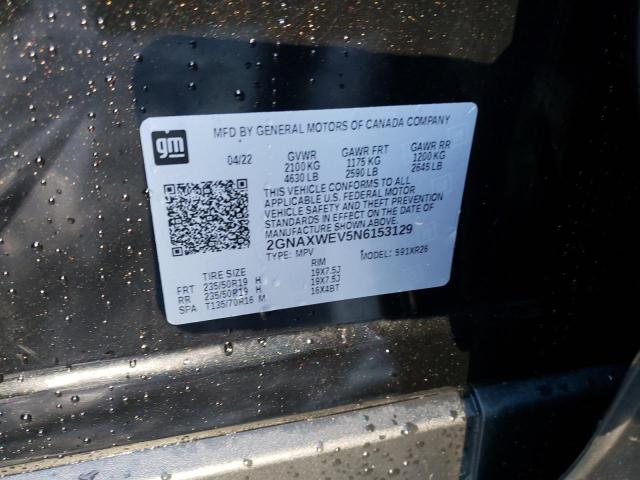 gm
MFD BY GENERAL MOTORS OF CANADA COMPANY
04/22 GVWR GAWR FRT GAWR RR
2100 KG 1175 KG 1200 KG
4630 LB 2590 LB 2645 LB
THIS VEHICLE CONFORMS TO ALL
APPLICABLE U.S. FEDERAL MOTOR
VEHICLE SAFETY AND THEFT PREVENTION
STANDARDS IN EFFECT ON THE DATE OF
MANUFACTURE SHOWN ABOVE.
2GNAXWEV5N6153129
TYPE: MPV MODEL: S91XR26
TIRE SIZE RIM
FRT 235/50R19 H 19X7.5J
RR 235/50R19 H 19X7.5J
SPA T135/70R16 M 16X4BT